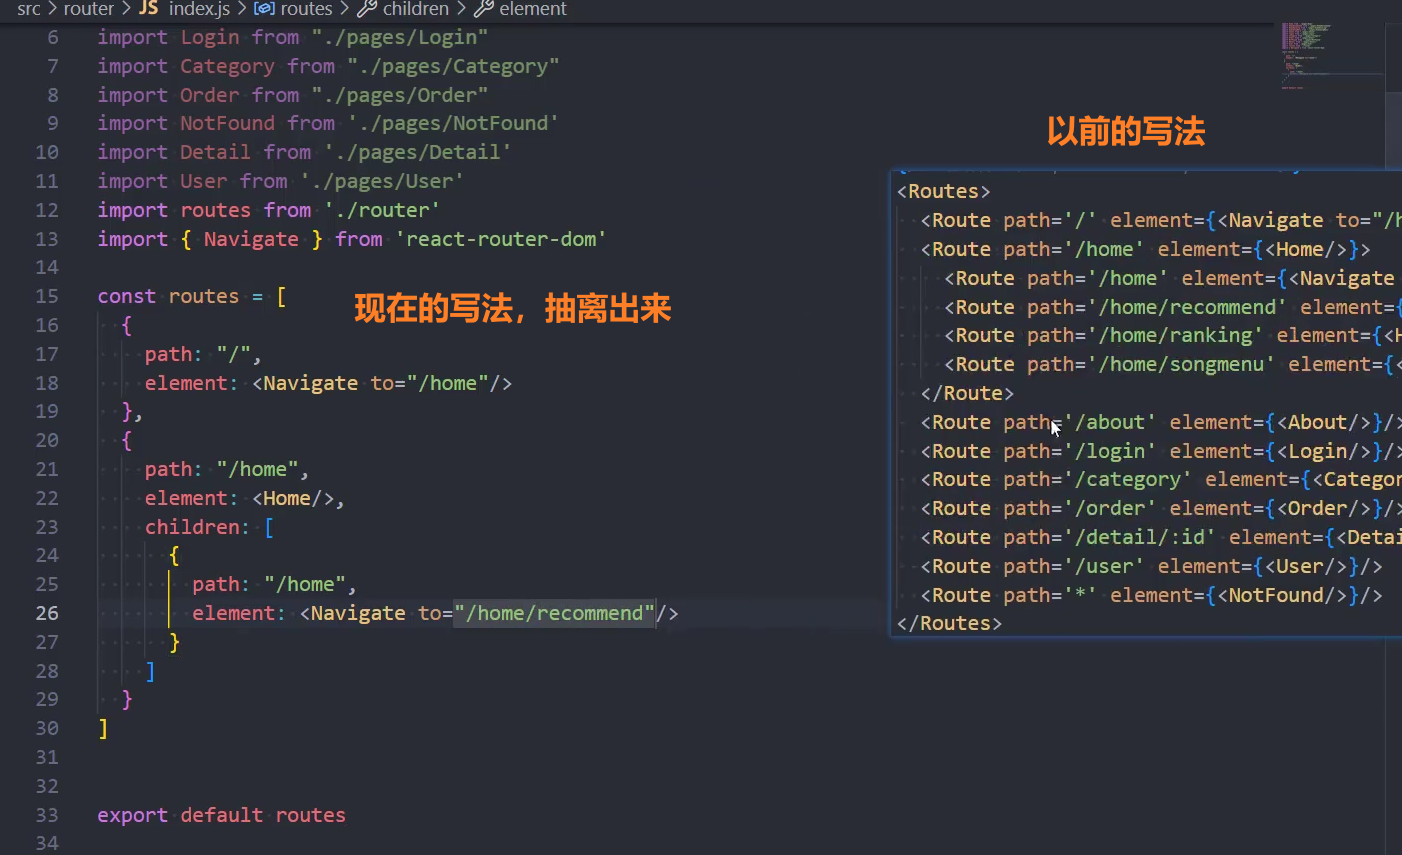 src > router > JS index.js > routes > children > element
6 import Login from "./pages/Login"
7 import Category from "./pages/Category"
8 import Order from "./pages/Order"
9 import NotFound from './pages/NotFound'
10 import Detail from './pages/Detail'
11 import User from './pages/User'
12 import routes from './router'
13 import { Navigate } from 'react-router-dom'
14
15 const routes = [
16 {
17 path: "/",
18 element: <Navigate to="/home"/>
19 },
20 {
21 path: "/home",
22 element: <Home/>,
23 children: [
24 {
25 path: "/home",
26 element: <Navigate to="/home/recommend"/>
27 }
28 ]
29 }
30 ]
31
32
33 export default routes
34
现在的写法，抽离出来
以前的写法
<Routes>
<Route path='/' element={<Navigate to="/h
<Route path='/home' element={<Home/>}>
<Route path='/home' element={<Navigate
<Route path='/home/recommend' element={
<Route path='/home/ranking' element={<H
<Route path='/home/songmenu' element={<
</Route>
<Route path='/about' element={<About/>}/>
<Route path='/login' element={<Login/>}/>
<Route path='/category' element={<Categor
<Route path='/order' element={<Order/>}/>
<Route path='/detail/:id' element={<Detai
<Route path='/user' element={<User/>}/>
<Route path='*' element={<NotFound/>}/>
</Routes>